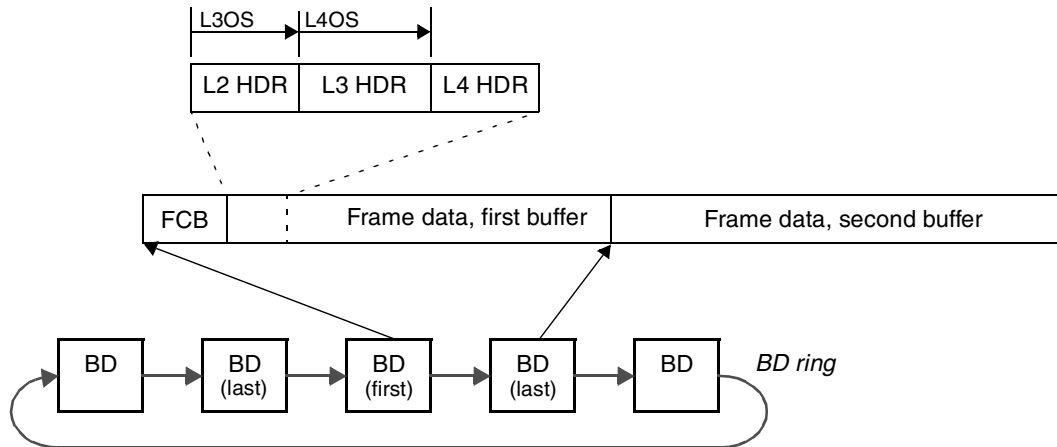 L3OS L4OS
L2 HDR L3 HDR L4 HDR
FCB Frame data, first buffer Frame data, second buffer
BD BD BD BD BD BD ring
(last) (first) (last)